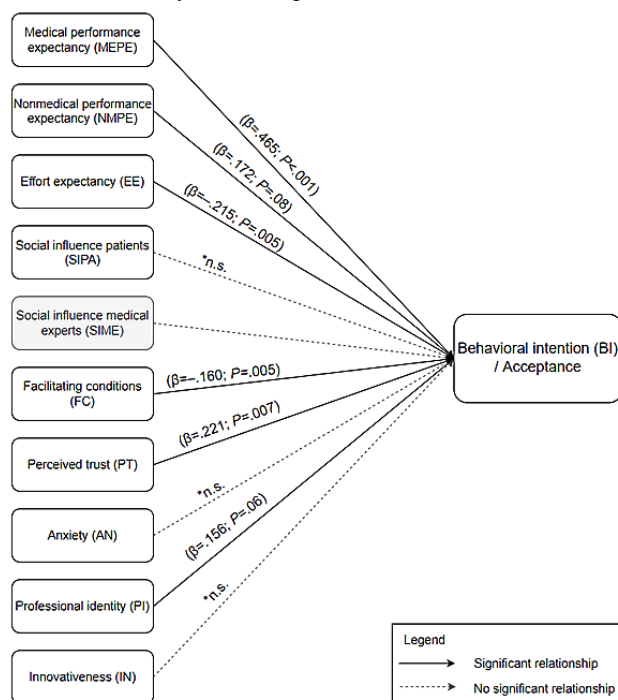 Medical performance
expectancy (MEPE)
(β=.465; P<.001)
Nonmedical performance
expectancy (NMPE)
(β=.172; P=.08)
Effort expectancy (EE)
(β=–.215; P=.005)
Social influence patients
(SIPA)
*n.s.
Social influence medical
experts (SIME)
Behavioral intention (BI)
/ Acceptance
Facilitating conditions
(FC)
(β=–.160; P=.005)
Perceived trust (PT)
(β=.221; P=.007)
Anxiety (AN)
*n.s.
Professional identity (PI)
(β=.156; P=.06)
Innovativeness (IN)
*n.s.
Legend
Significant relationship
No significant relationship